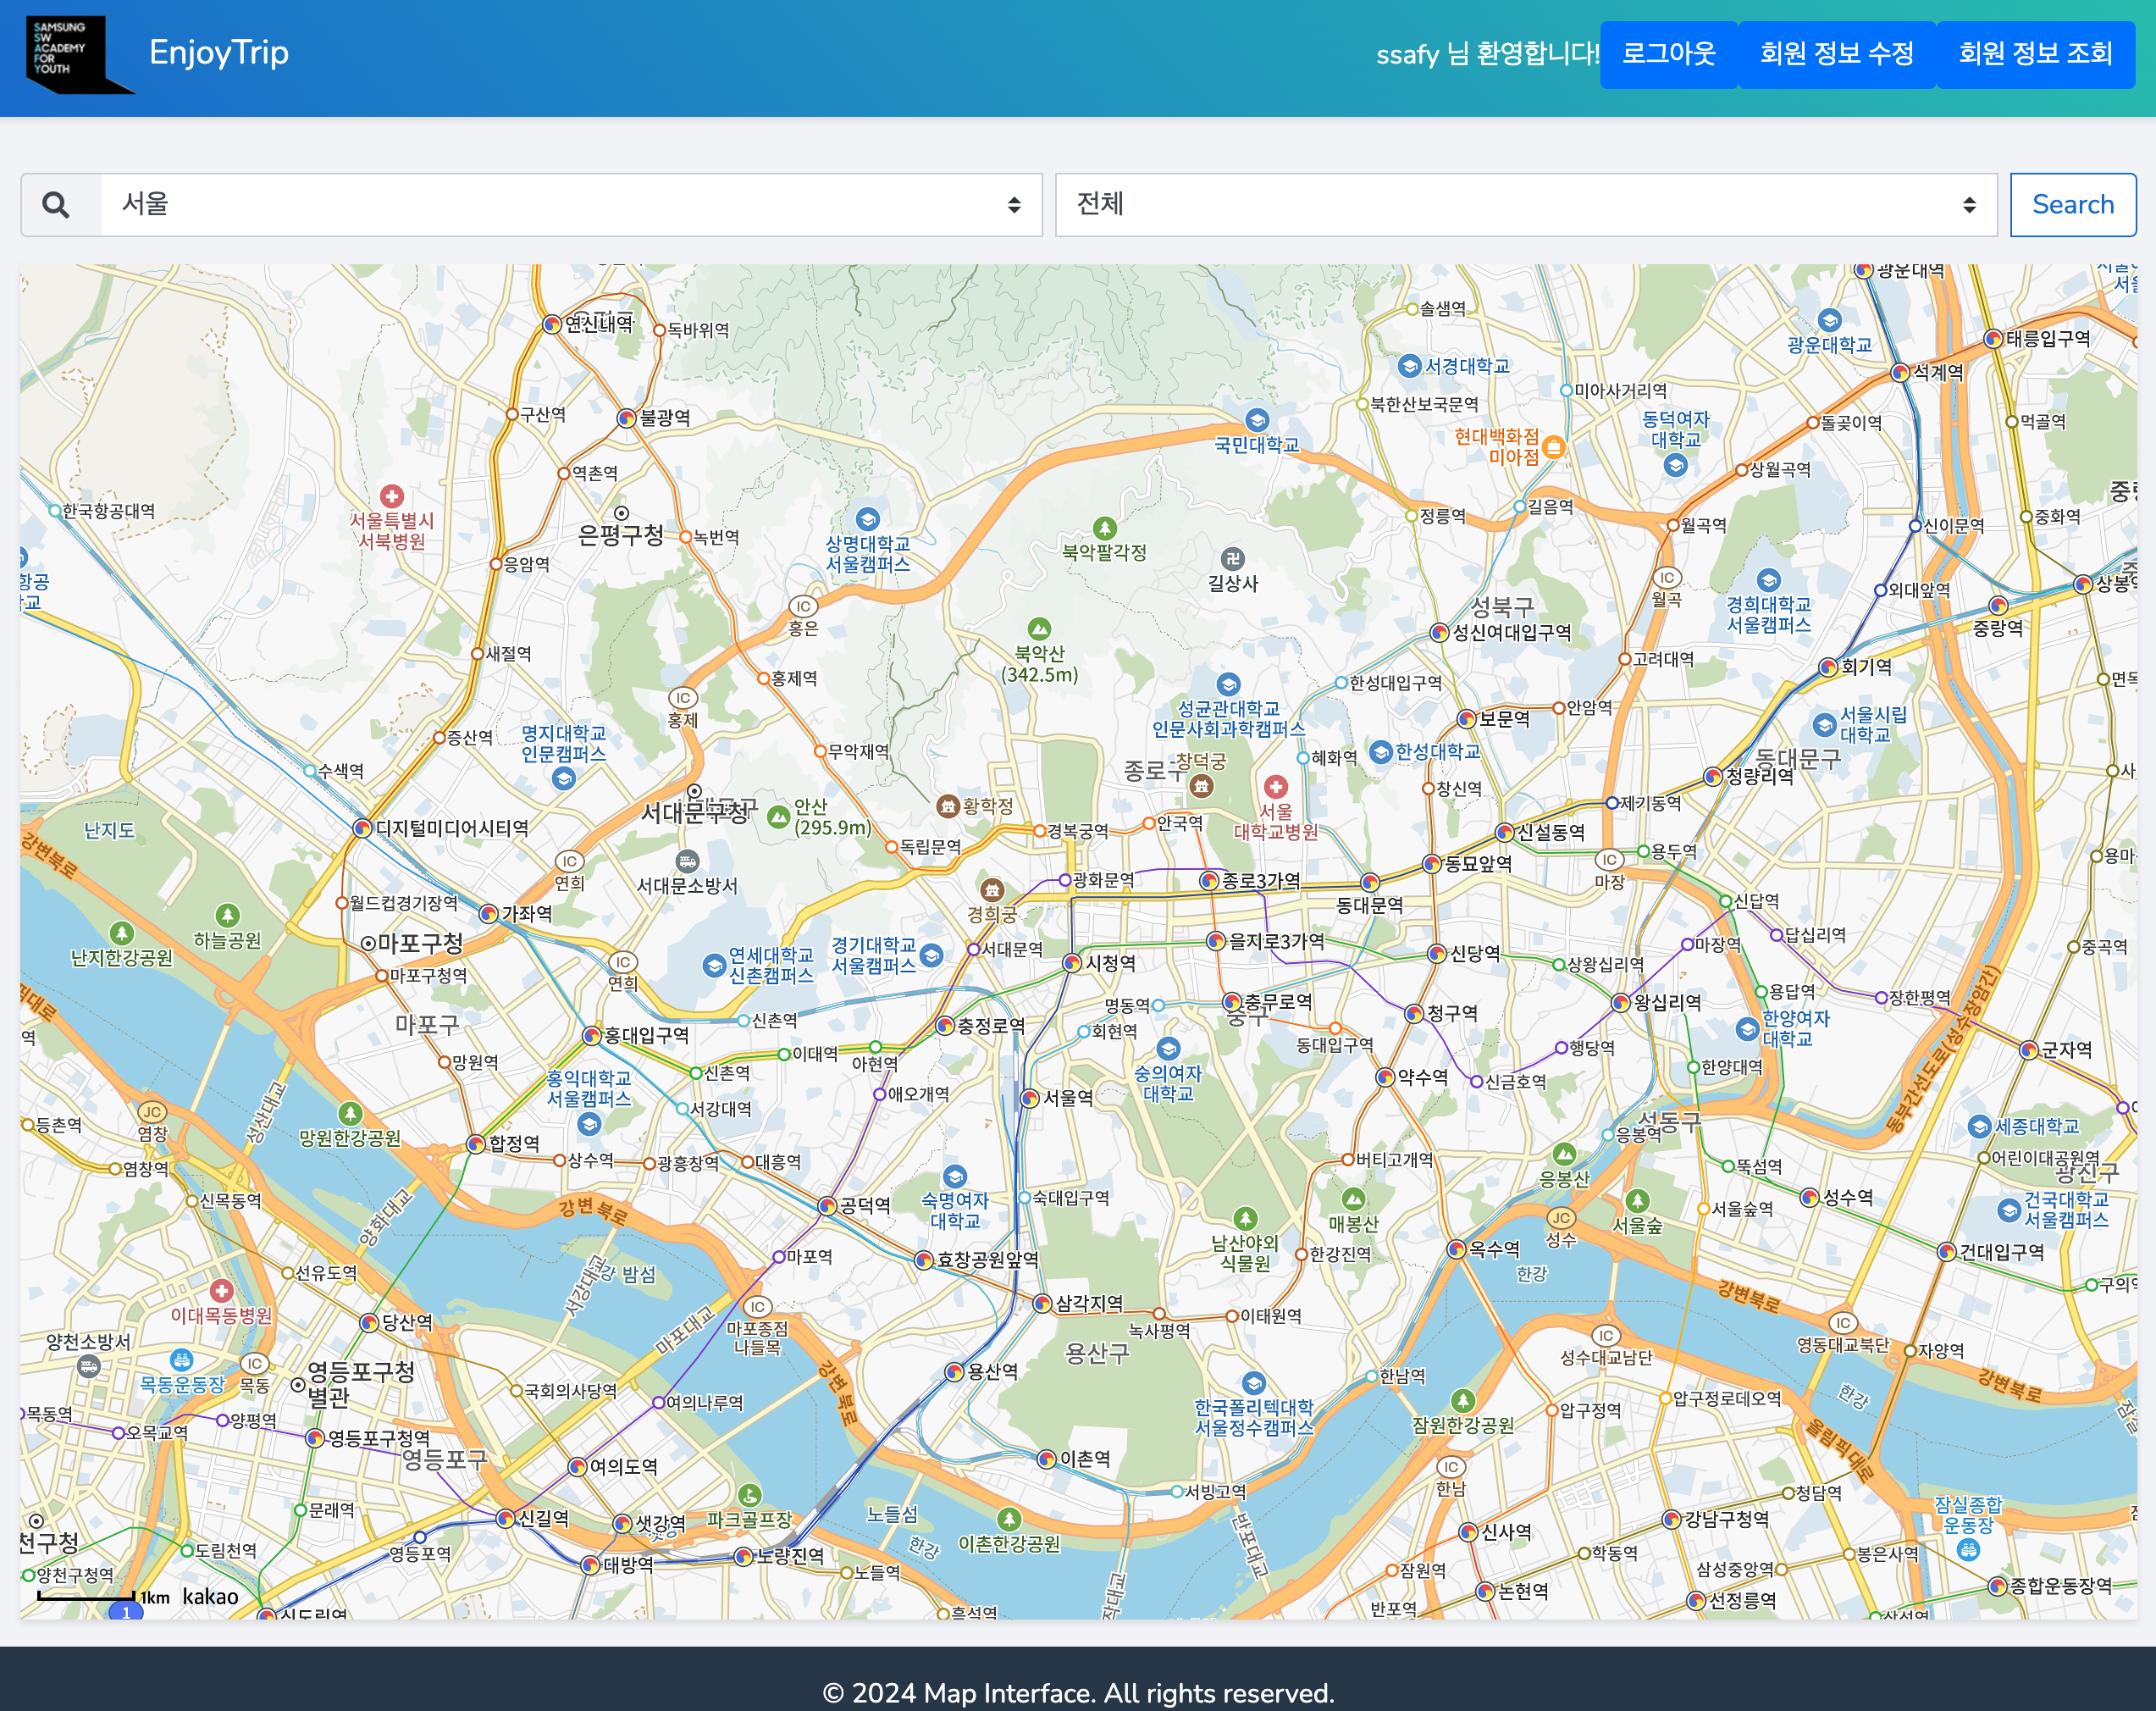 SAMSUNG
SW
ACADEMY
FOR
YOUTH
EnjoyTrip
ssafy 님 환영합니다!
로그아웃
회원 정보 수정
회원 정보 조회
서울
전체
Search
연신내역
독바위역
솔샘역
광운대역
광운대학교
태릉입구역
서경대학교
석계역
미아사거리역
북한산보국문역
구산역
불광역
국민대학교
현대백화점
미아점
동덕여자
대학교
돌곶이역
먹골역
역촌역
상월곡역
한국항공대역
서울특별시
서북병원
은평구청
녹번역
상명대학교
서울캠퍼스
북악팔각정
길상사
정릉역
길음역
월곡역
신이문역
중화역
응암역
IC
홍은
IC
월곡
경희대학교
서울캠퍼스
외대앞역
중랑역
성북구
성신여대입구역
북악산
(342.5m)
새절역
홍제역
IC
홍제
고려대역
회기역
한성대입구역
성균관대학교
인문사회과학캠퍼스
보문역
안암역
서울시립
대학교
증산역
명지대학교
인문캠퍼스
무악재역
창덕궁
종로구
혜화역
한성대학교
동대문구
청량리역
수색역
서대문구청
안산
(295.9m)
황학정
서울
대학교병원
창신역
제기동역
난지도
디지털미디어시티역
경복궁역
안국역
신설동역
강변북로
IC
연희
서대문소방서
독립문역
동묘앞역
용두역
IC
마장
월드컵경기장역
가좌역
광화문역
종로3가역
동대문역
신답역
경희궁
하늘공원
난지한강공원
마포구청
마포구청역
IC
연희
연세대학교
신촌캠퍼스
경기대학교
서울캠퍼스
서대문역
시청역
을지로3가역
신당역
상왕십리역
마장역
답십리역
중곡역
마포구
신촌역
충정로역
명동역
충무로역
중구
회현역
동대입구역
청구역
왕십리역
용답역
장한평역
한양여자
대학교
홍대입구역
이대역
아현역
신촌역
망원역
홍익대학교
서울캠퍼스
숭의여자
대학교
약수역
행당역
신금호역
한양대역
군자역
동부간선도로(성수장암간)
서강대역
애오개역
서울역
성산대교
JC
염창
등촌역
망원한강공원
합정역
상수역
광흥창역
대흥역
성동구
응봉역
세종대학교
어린이대공원역
광진구
염창역
신목동역
양화대교
강변북로
공덕역
숙명여자
대학교
숙대입구역
버티고개역
응봉산
뚝섬역
성수역
건국대학교
서울캠퍼스
매봉산
서울숲
서울숲역
남산야외
식물원
JC
성수
마포역
효창공원앞역
한강진역
옥수역
건대입구역
선유도역
밤섬
서강대교
한강
강변북로
이대목동병원
당산역
마포대교
IC
마포종점
나들목
삼각지역
녹사평역
이태원역
IC
성수대교남단
IC
영동대교북단
자양역
양천소방서
목동운동장
IC
목동
영등포구청
별관
용산구
용산역
강변북로
국회의사당역
여의나루역
한국폴리텍대학
서울정수캠퍼스
한남역
잠원한강공원
압구정역
압구정로데오역
한강
강변북로
목동역
오목교역
양평역
영등포구청역
영등포구
여의도역
이촌역
올림픽대로
IC
한남
문래역
신길역
샛강역
파크골프장
노들섬
이촌한강공원
서빙고역
반포대교
청담역
잠실종합
운동장
신사역
강남구청역
도림천역
영등포역
대방역
노량진역
한강
노들역
잠원역
학동역
삼성중앙역
봉은사역
양천구청역
논현역
선정릉역
종합운동장역
반포역
1km
kakao
1
© 2024 Map Interface. All rights reserved.